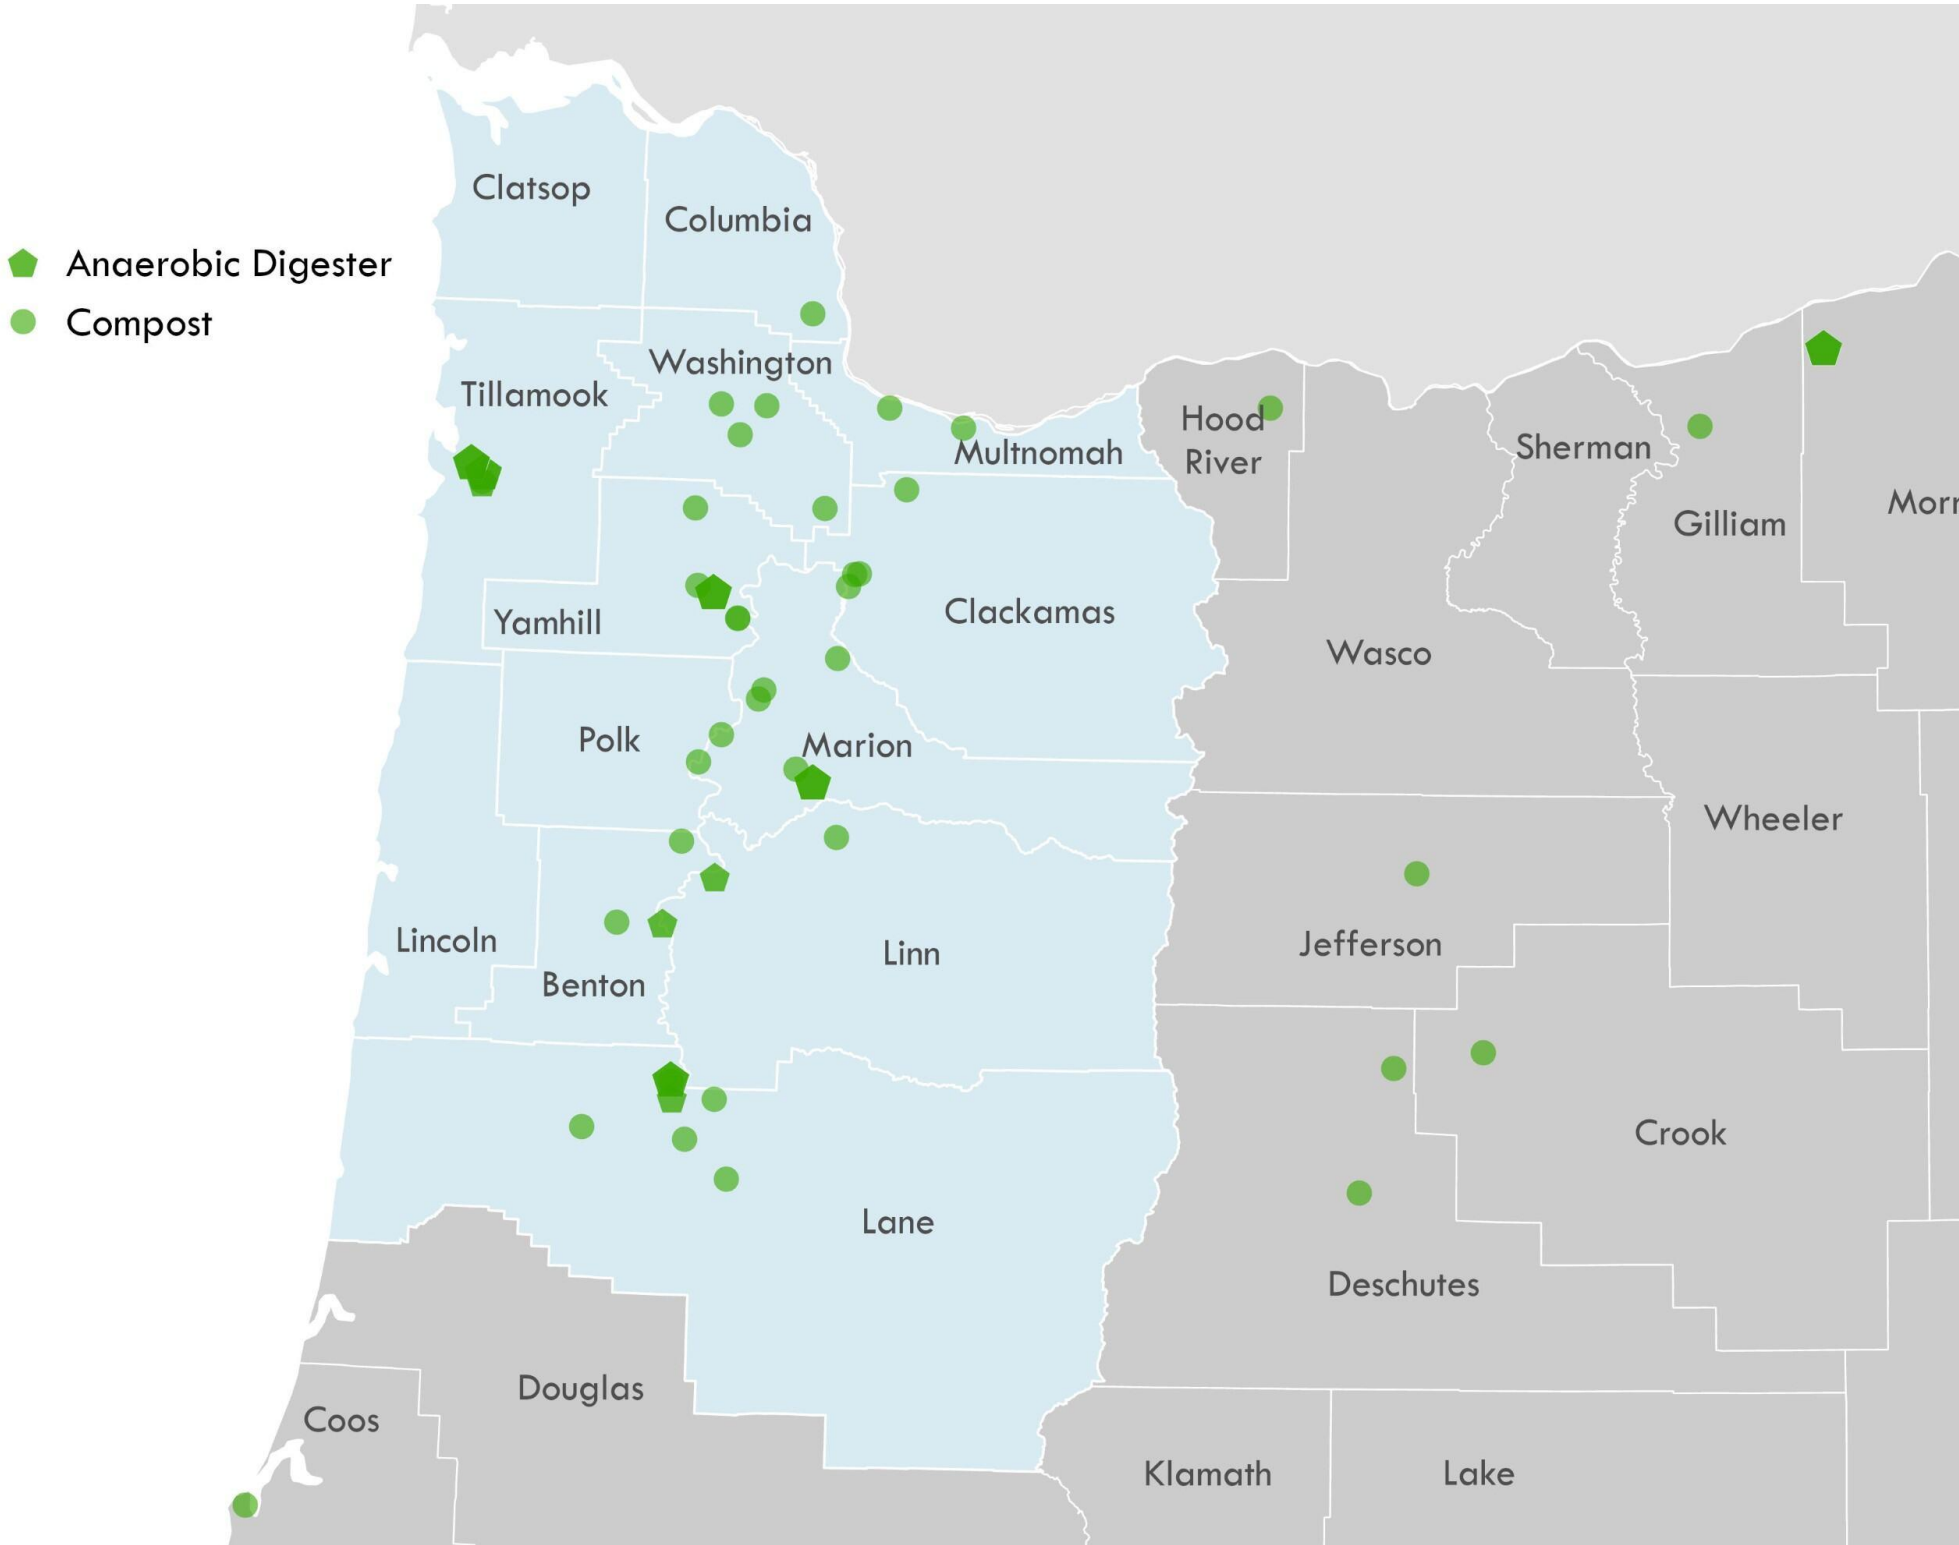 Clatsop
Columbia
Anaerobic Digester
Compost
Washington
Tillamook
Hood
River
Multnomah
Sherman
Morr
Gilliam
Yamhill
Clackamas
Wasco
Polk
Marion
Wheeler
Lincoln
Linn
Jefferson
Benton
Crook
Lane
Deschutes
Douglas
Coos
Klamath
Lake